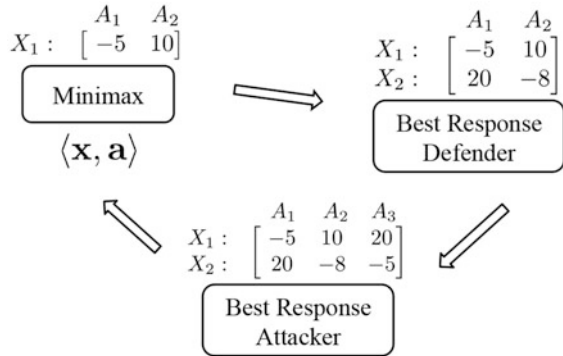 A₁ A₂
X₁ : [ −5 10 ]
Minimax
⟨x, a⟩
A₁ A₂
X₁ : [ −5 10 ]
X₂ : [ 20 −8 ]
Best Response
Defender
A₁ A₂ A₃
X₁ : [ −5 10 20 ]
X₂ : [ 20 −8 −5 ]
Best Response
Attacker